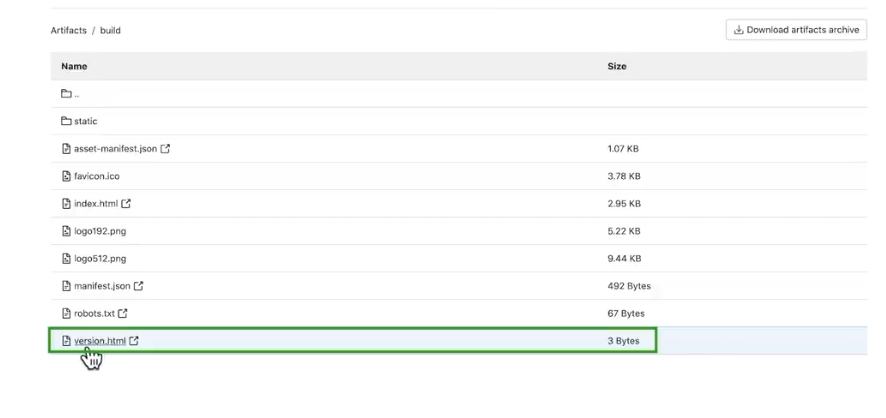 Artifacts / build
Download artifacts archive
Name Size
..
static
asset-manifest.json 1.07 KB
favicon.ico 3.78 KB
index.html 2.95 KB
logo192.png 5.22 KB
logo512.png 9.44 KB
manifest.json 492 Bytes
robots.txt 67 Bytes
version.html 3 Bytes